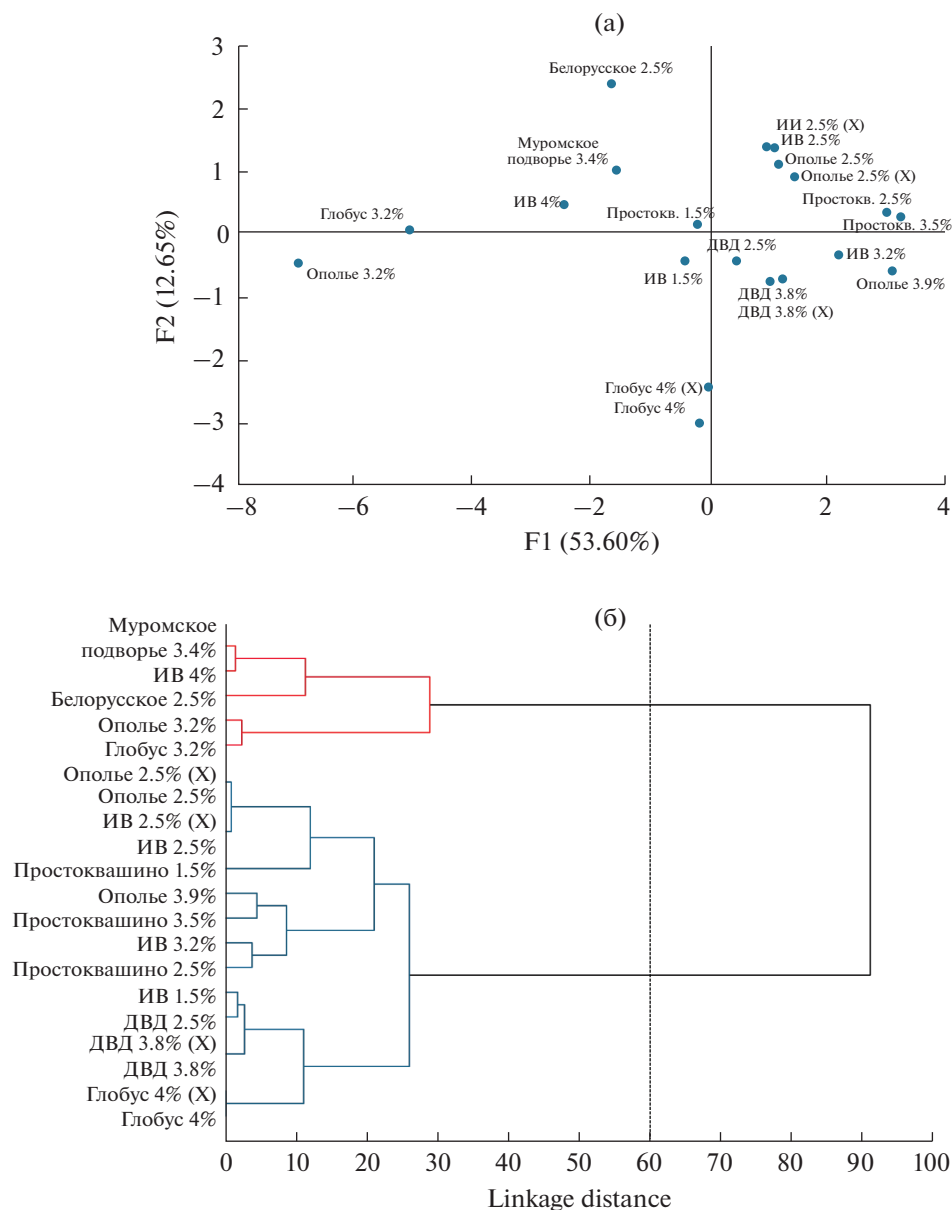 (а)
3
2
1
0
−1
−2
−3
−4
F2 (12.65%)
Белорусское 2.5%
Муромское
подворье 3.4%
ИВ 4%
Глобус 3.2%
Ополье 3.2%
Простокв. 1.5%
ИВ 1.5%
ИИ 2.5% (X)
ИВ 2.5%
Ополье 2.5%
Ополье 2.5% (X)
Простокв. 2.5%
Простокв. 3.5%
ДВД 2.5%
ИВ 3.2%
Ополье 3.9%
ДВД 3.8%
ДВД 3.8% (X)
Глобус 4% (X)
Глобус 4%
−8
−6
−4
−2
0
2
4
F1 (53.60%)
(б)
Муромское
подворье 3.4%
ИВ 4%
Белорусское 2.5%
Ополье 3.2%
Глобус 3.2%
Ополье 2.5% (X)
Ополье 2.5%
ИВ 2.5% (X)
ИВ 2.5%
Простоквашино 1.5%
Ополье 3.9%
Простоквашино 3.5%
ИВ 3.2%
Простоквашино 2.5%
ИВ 1.5%
ДВД 2.5%
ДВД 3.8% (X)
ДВД 3.8%
Глобус 4% (X)
Глобус 4%
0 10 20 30 40 50 60 70 80 90 100
Linkage distance